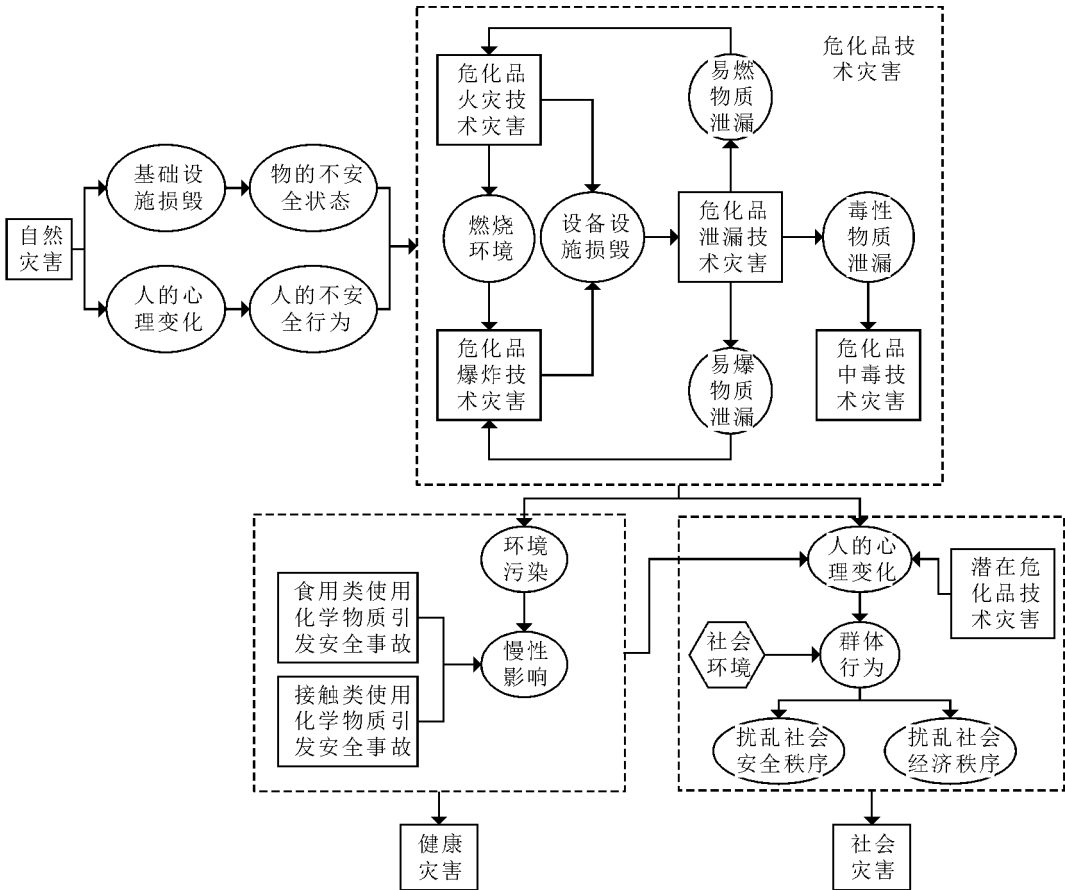 危化品技
术灾害
危化品
火灾技
术灾害
易燃
物质
泄漏
基础设
施损毁
物的不安
全状态
自然
灾害
燃烧
环境
设备设
施损毁
危化品
泄漏技
术灾害
毒性
物质
泄漏
人的心
理变化
人的不安
全行为
危化品
爆炸技
术灾害
易爆
物质
泄漏
危化品
中毒技
术灾害
环境
污染
食用类使用
化学物质引
发安全事故
慢性
影响
接触类使用
化学物质引
发安全事故
人的心
理变化
潜在危
化品技
术灾害
社会
环境
群体
行为
扰乱社会
安全秩序
扰乱社会
经济秩序
健康
灾害
社会
灾害